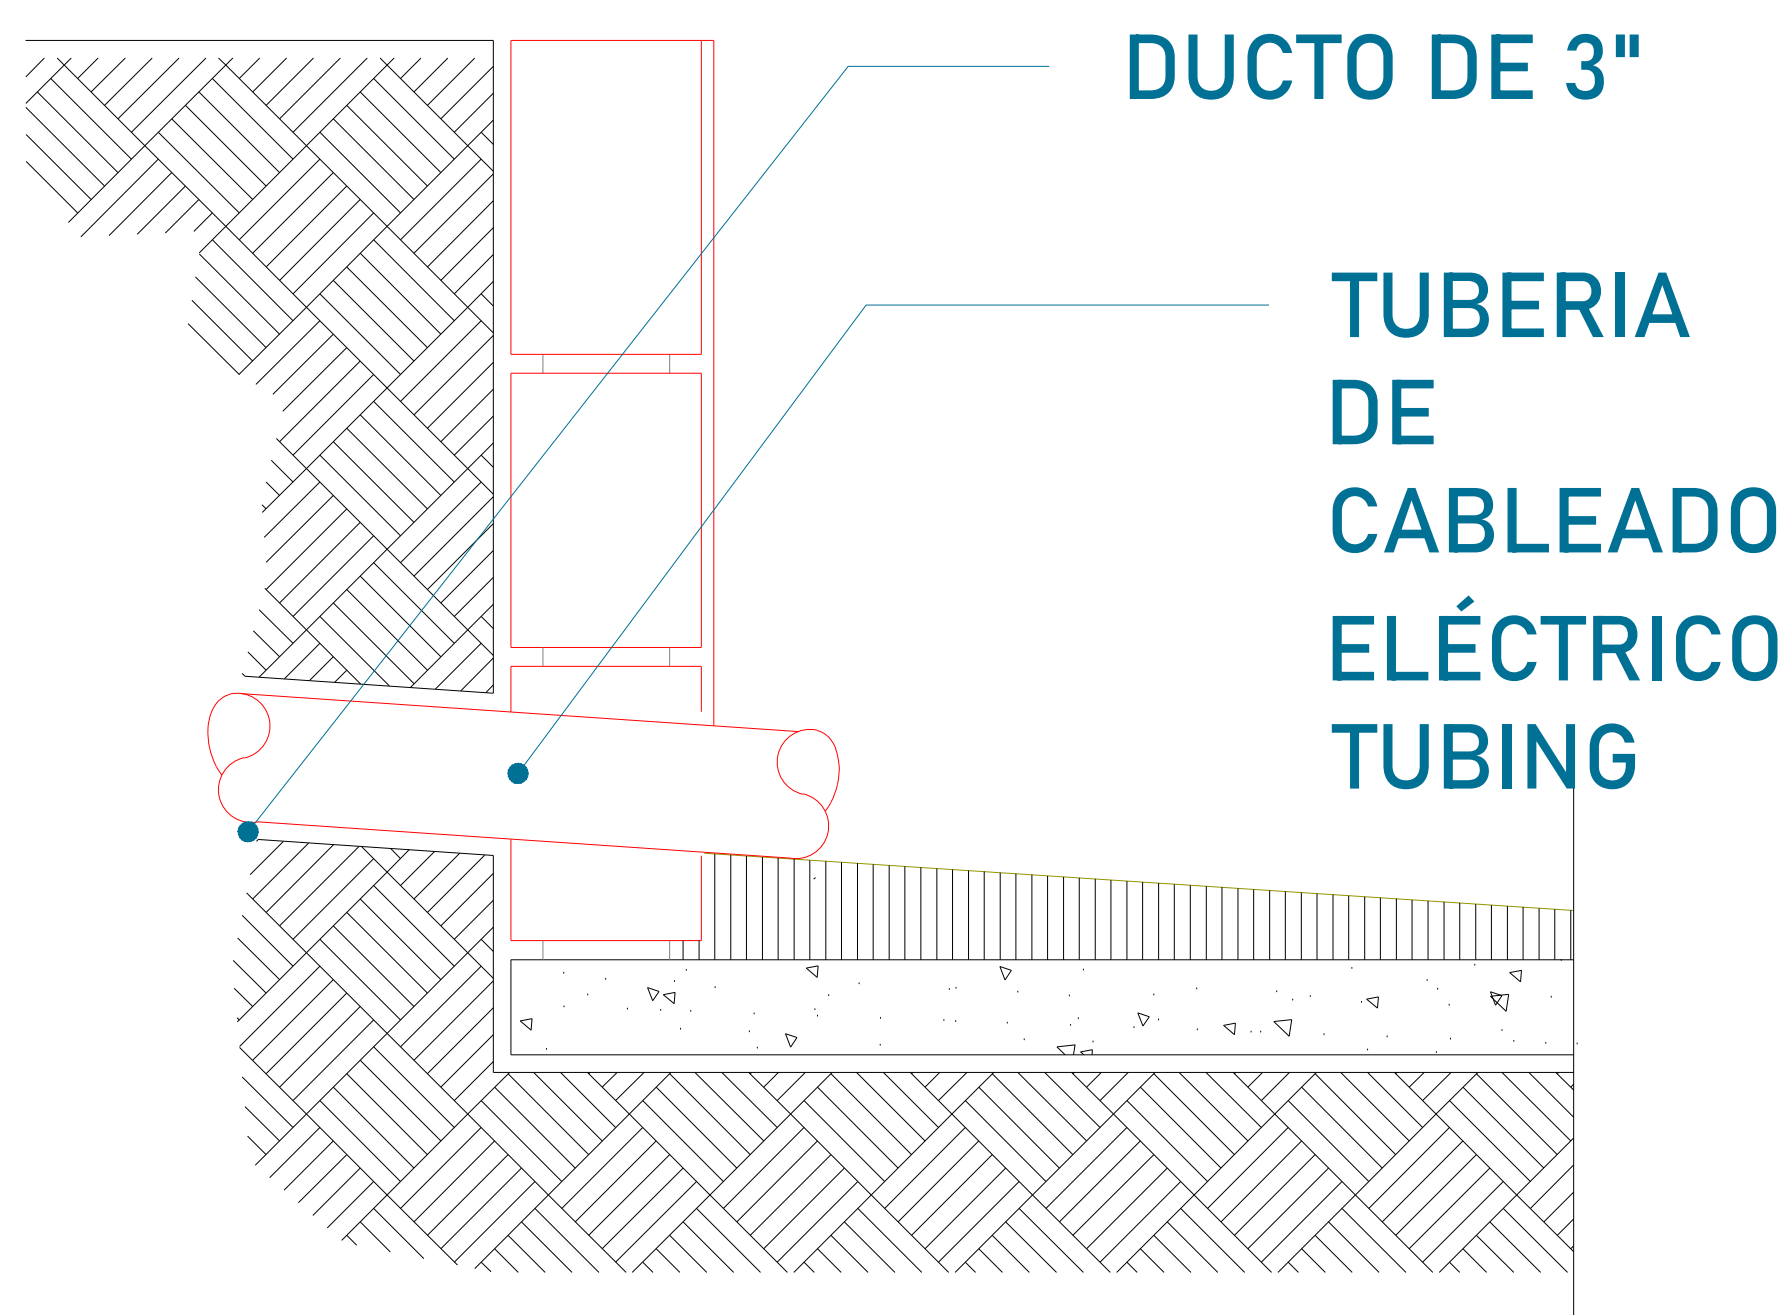 DUCTO DE 3"
TUBERIA
DE
CABLEADO
ELÉCTRICO
TUBING